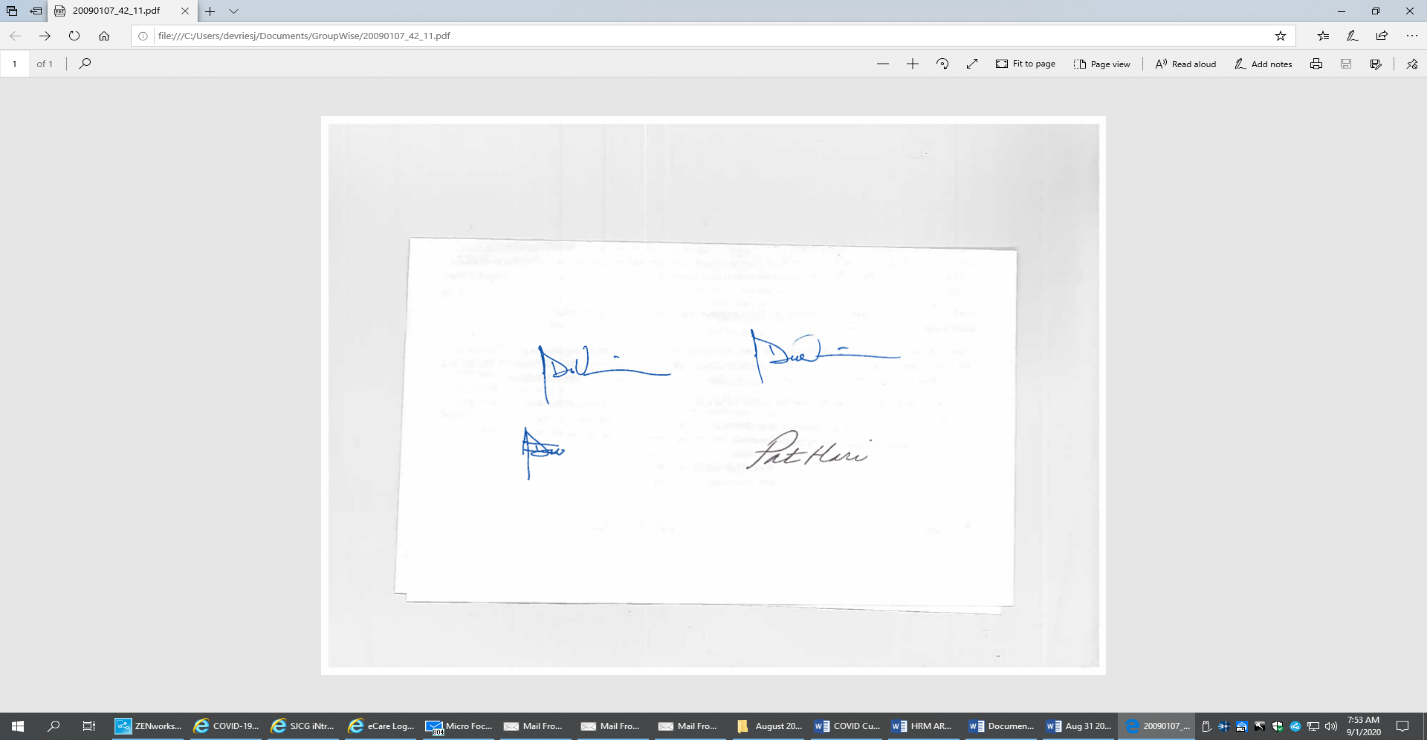 20090107_42_11.pdf
file:///C:/Users/devriesj/Documents/GroupWise/20090107_42_11.pdf
1 of 1 Fit to page Page view Read aloud Add notes
Pat Hari
ZENworks... COVID-19... SJCG iNtr... eCare Log... Micro Foc... Mail Fro... Mail Fro... Mail Fro... August 20... COVID Cu... HRM AR... Documen... Aug 31 20... 20090107_... 7:53 AM
9/1/2020